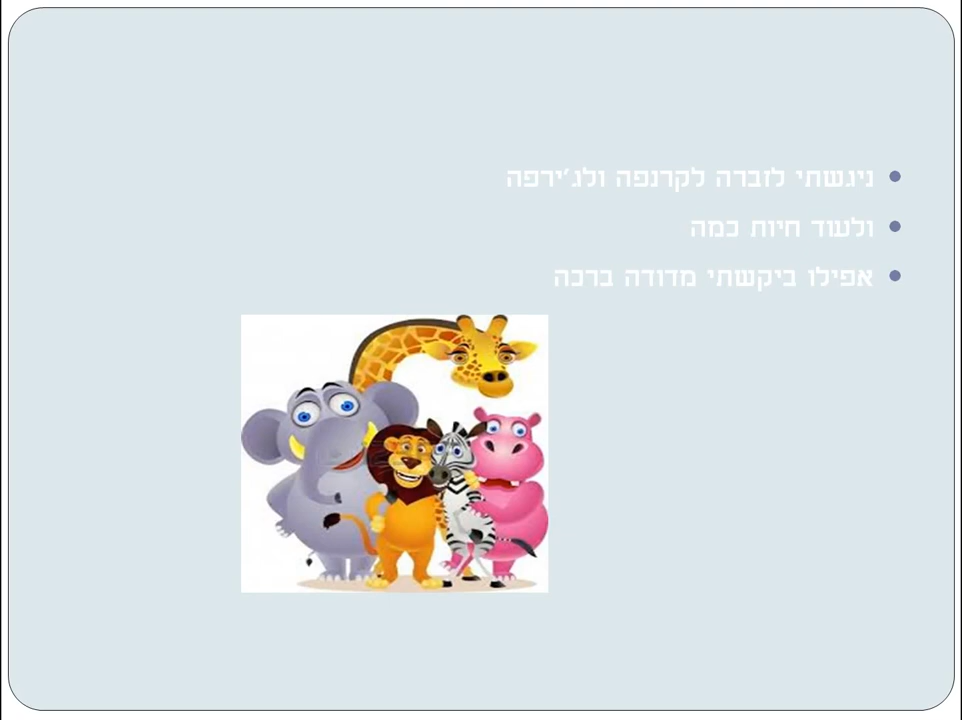 ניגשתי לזברה לקרנפה ולג'ירפה
ולעוד חיות כמה
אפילו ביקשתי מדודה ברכה